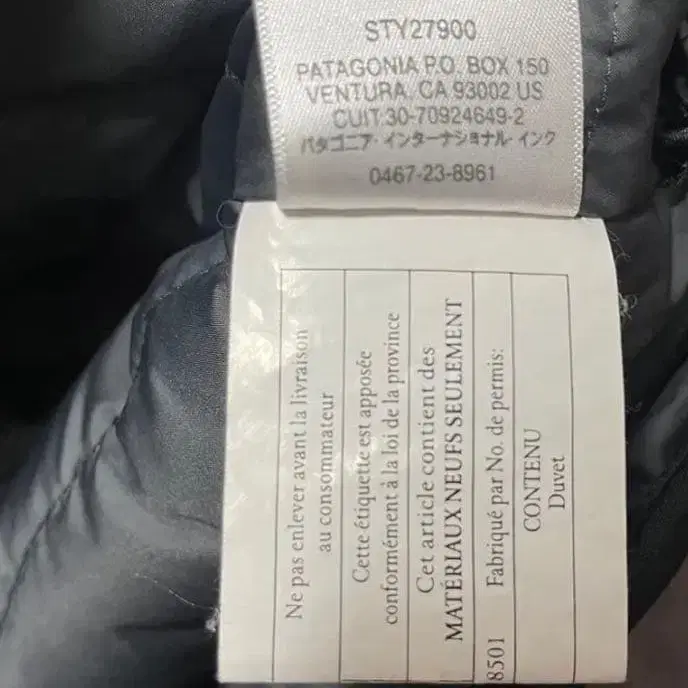 STY27900
PATAGONIA P.O. BOX 150
VENTURA, CA 93002 US
CUIT:30-70924649-2
パタゴニア・インターナショナル・インク
0467-23-8961
Ne pas enlever avant la livraison
au consommateur
Cette étiquette est apposée
conformément à la loi de la province
Cet article contient des
MATÉRIAUX NEUFS SEULEMENT
Fabriqué par No. de permis:
8501
CONTENU
Duvet